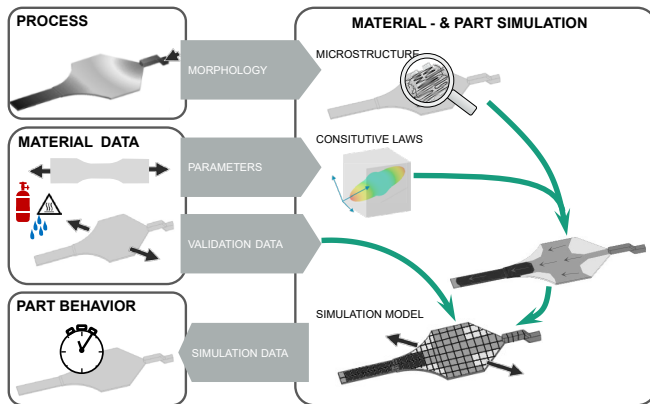 PROCESS
MATERIAL - & PART SIMULATION
MORPHOLOGY
MICROSTRUCTURE
MATERIAL DATA
CONSITUTIVE LAWS
PARAMETERS
VALIDATION DATA
PART BEHAVIOR
SIMULATION MODEL
SIMULATION DATA